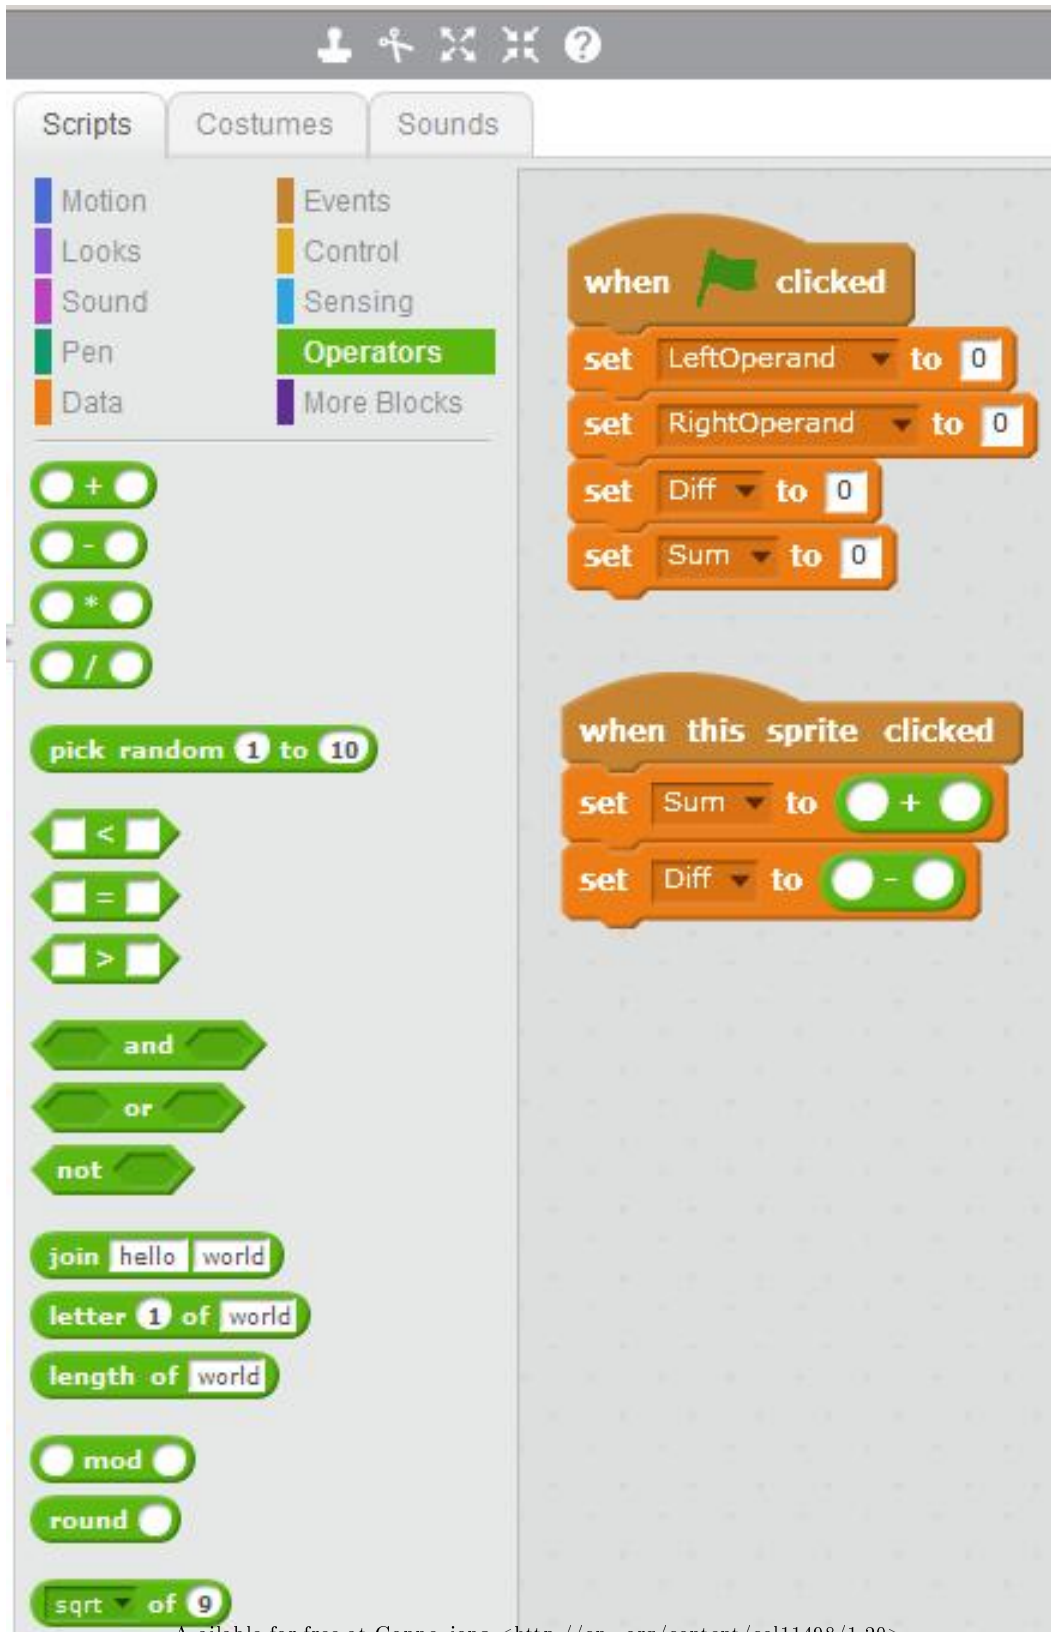 Scripts Costumes Sounds
Motion Events
Looks Control
Sound Sensing
Pen Operators
Data More Blocks
+
-
*
/
pick random 1 to 10
<
=
>
and
or
not
join hello world
letter 1 of world
length of world
mod
round
sqrt of 9
when clicked
set LeftOperand to 0
set RightOperand to 0
set Diff to 0
set Sum to 0
when this sprite clicked
set Sum to +
set Diff to -
for free at